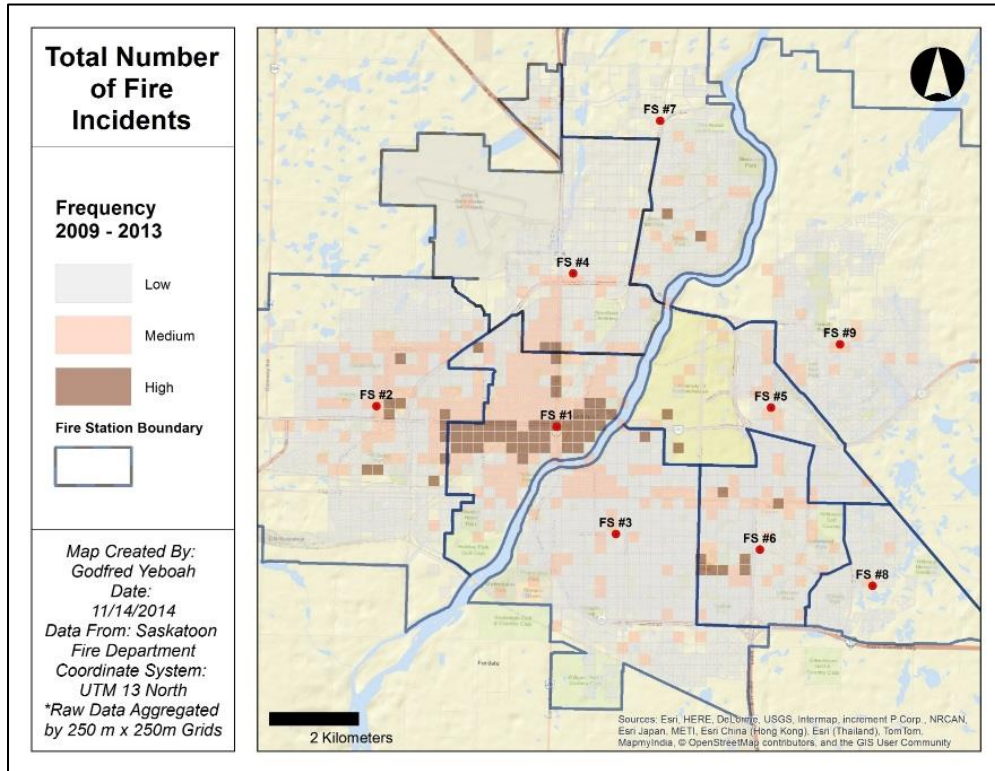 Total Number
of Fire
Incidents
Frequency
2009 - 2013
Low
Medium
High
Fire Station Boundary
Map Created By:
Godfred Yeboah
Date:
11/14/2014
Data From: Saskatoon
Fire Department
Coordinate System:
UTM 13 North
*Raw Data Aggregated
by 250 m x 250m Grids
FS #7
FS #4
FS #9
FS #2
FS #5
FS #1
FS #3
FS #6
FS #8
2 Kilometers
Sources: Esri, HERE, DeLorme, USGS, Intermap, increment P Corp., NRCAN,
Esri Japan, METI, Esri China (Hong Kong), Esri (Thailand), TomTom,
MapmyIndia, © OpenStreetMap contributors, and the GIS User Community